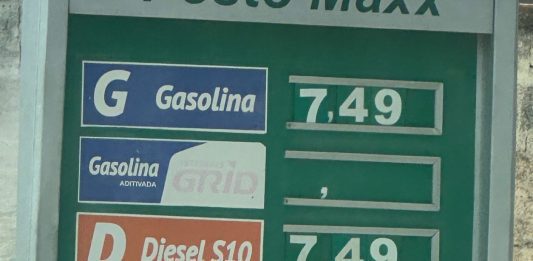 Posto Maxx
G Gasolina 7,49
Gasolina
ADITIVADA
GRID ,
D Diesel S10 7,49